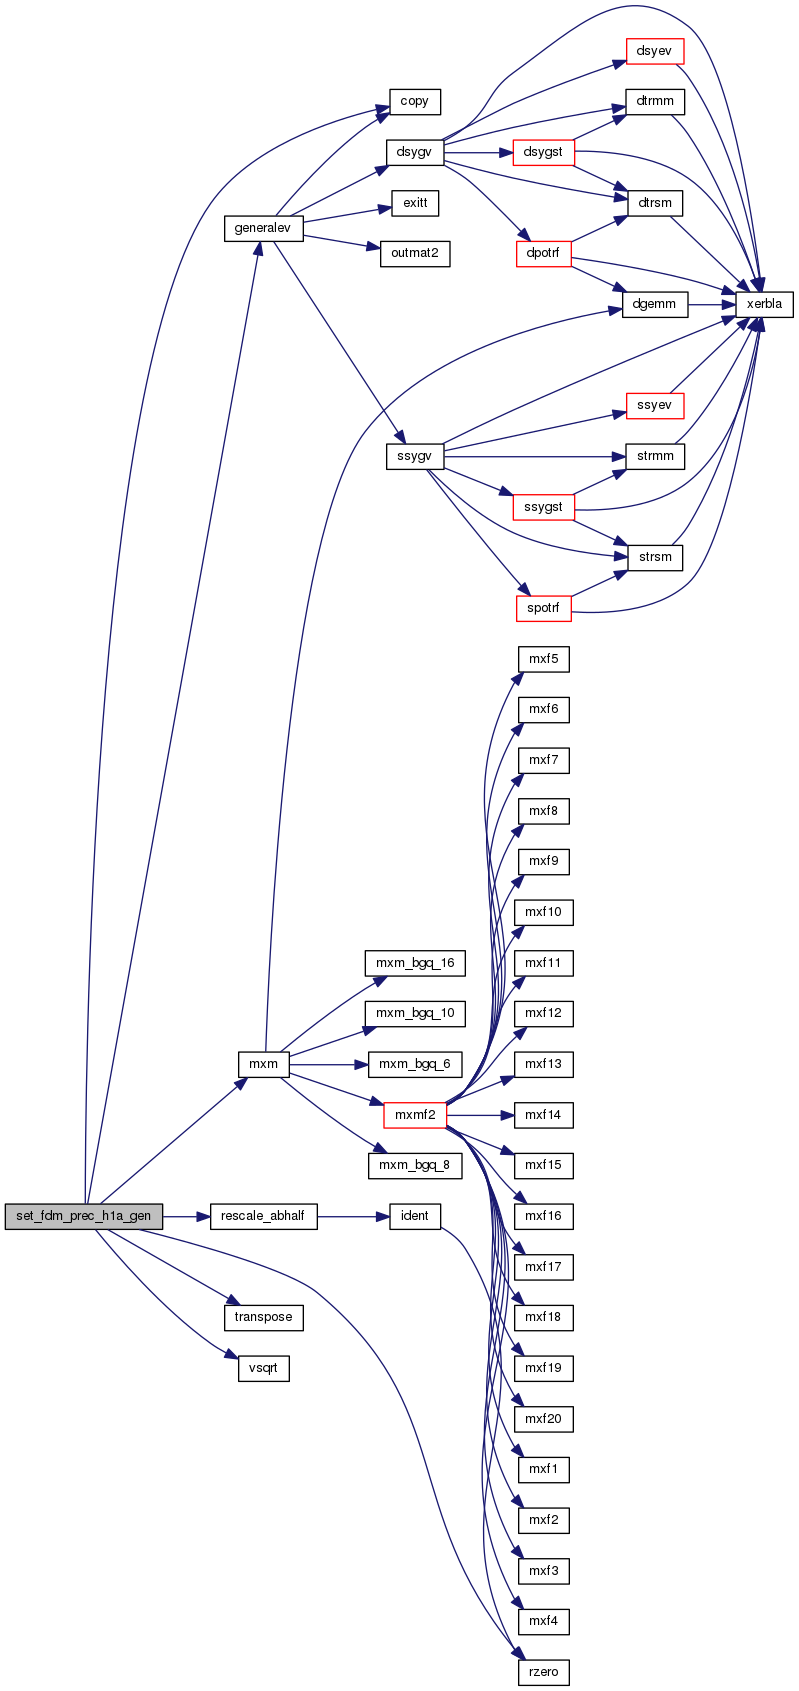 dsyev
copy
dtrmm
dsygv
dsygst
exitt
dtrsm
generalev
outmat2
dpotrf
dgemm
xerbla
ssyev
ssygv
strmm
ssygst
strsm
spotrf
mxf5
mxf6
mxf7
mxf8
mxf9
mxf10
mxm_bgq_16
mxf11
mxm_bgq_10
mxf12
mxm
mxm_bgq_6
mxf13
mxmf2
mxf14
mxm_bgq_8
mxf15
set_fdm_prec_h1a_gen
rescale_abhalf
ident
mxf16
mxf17
transpose
mxf18
vsqrt
mxf19
mxf20
mxf1
mxf2
mxf3
mxf4
rzero